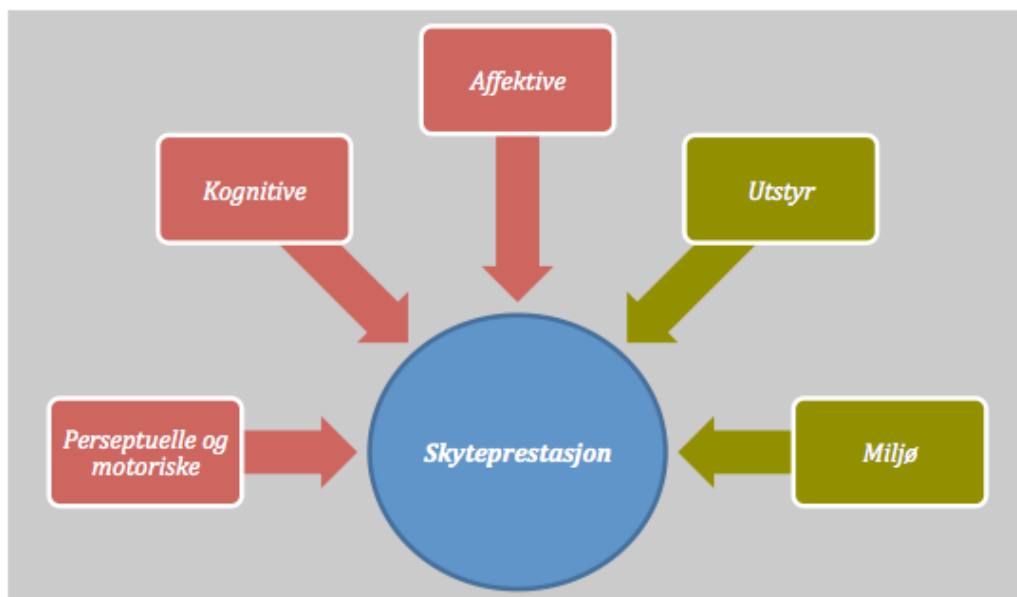 Affektive
Kognitive
Utstyr
Perseptuelle og
motoriske
Skyteprestasjon
Miljø